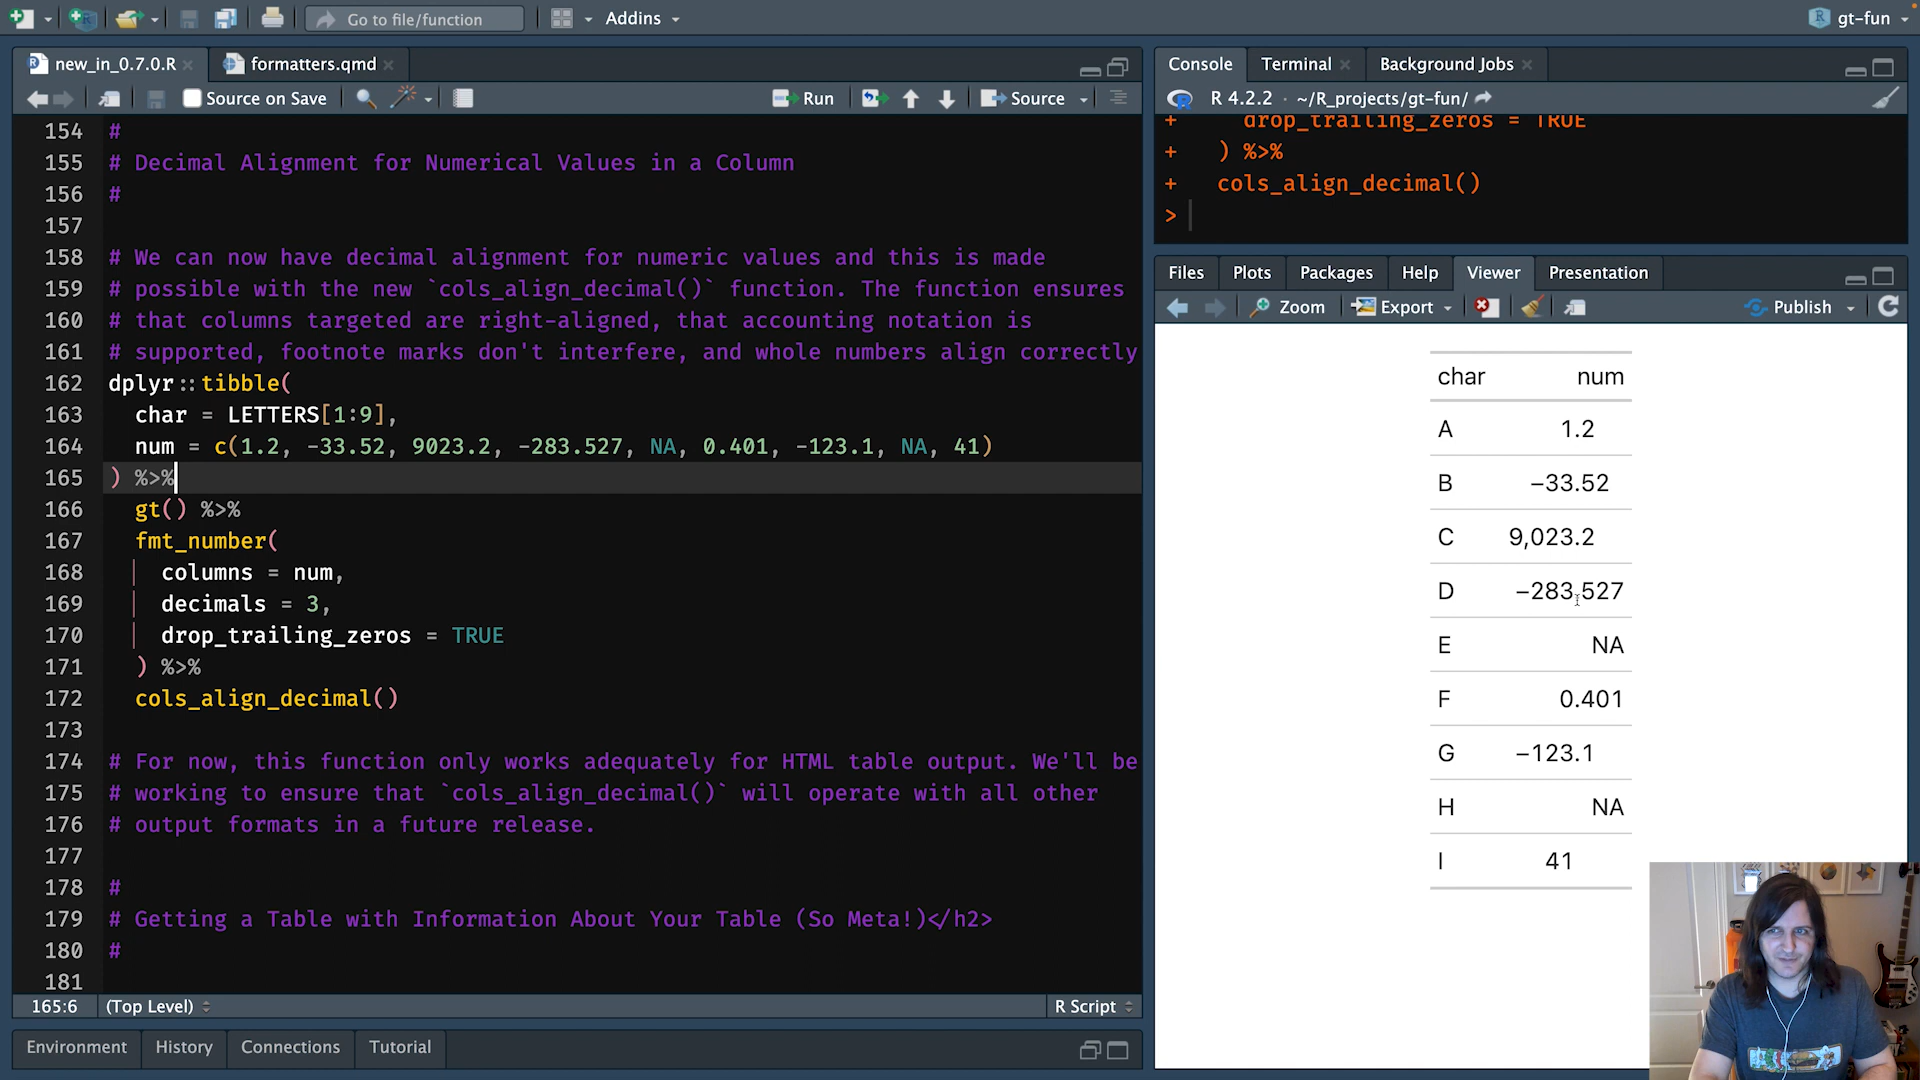 Go to file/function
Addins
gt-fun
new_in_0.7.0.R
formatters.qmd
Source on Save
Run
Source
154 #
155 # Decimal Alignment for Numerical Values in a Column
156 #
157
158 # We can now have decimal alignment for numeric values and this is made
159 # possible with the new `cols_align_decimal()` function. The function ensures
160 # that columns targeted are right-aligned, that accounting notation is
161 # supported, footnote marks don't interfere, and whole numbers align correctly
162 dplyr::tibble(
163 char = LETTERS[1:9],
164 num = c(1.2, -33.52, 9023.2, -283.527, NA, 0.401, -123.1, NA, 41)
165 ) %>%
166 gt() %>%
167 fmt_number(
168 columns = num,
169 decimals = 3,
170 drop_trailing_zeros = TRUE
171 ) %>%
172 cols_align_decimal()
173
174 # For now, this function only works adequately for HTML table output. We'll be
175 # working to ensure that `cols_align_decimal()` will operate with all other
176 # output formats in a future release.
177
178 #
179 # Getting a Table with Information About Your Table (So Meta!)</h2>
180 #
181
165:6 (Top Level) R Script
Environment History Connections Tutorial
Console Terminal Background Jobs
R 4.2.2 · ~/R_projects/gt-fun/
+ drop_trailing_zeros = TRUE
+ ) %>%
+ cols_align_decimal()
>
Files Plots Packages Help Viewer Presentation
Zoom Export Publish
char num
A 1.2
B −33.52
C 9,023.2
D −283.527
E NA
F 0.401
G −123.1
H NA
I 41